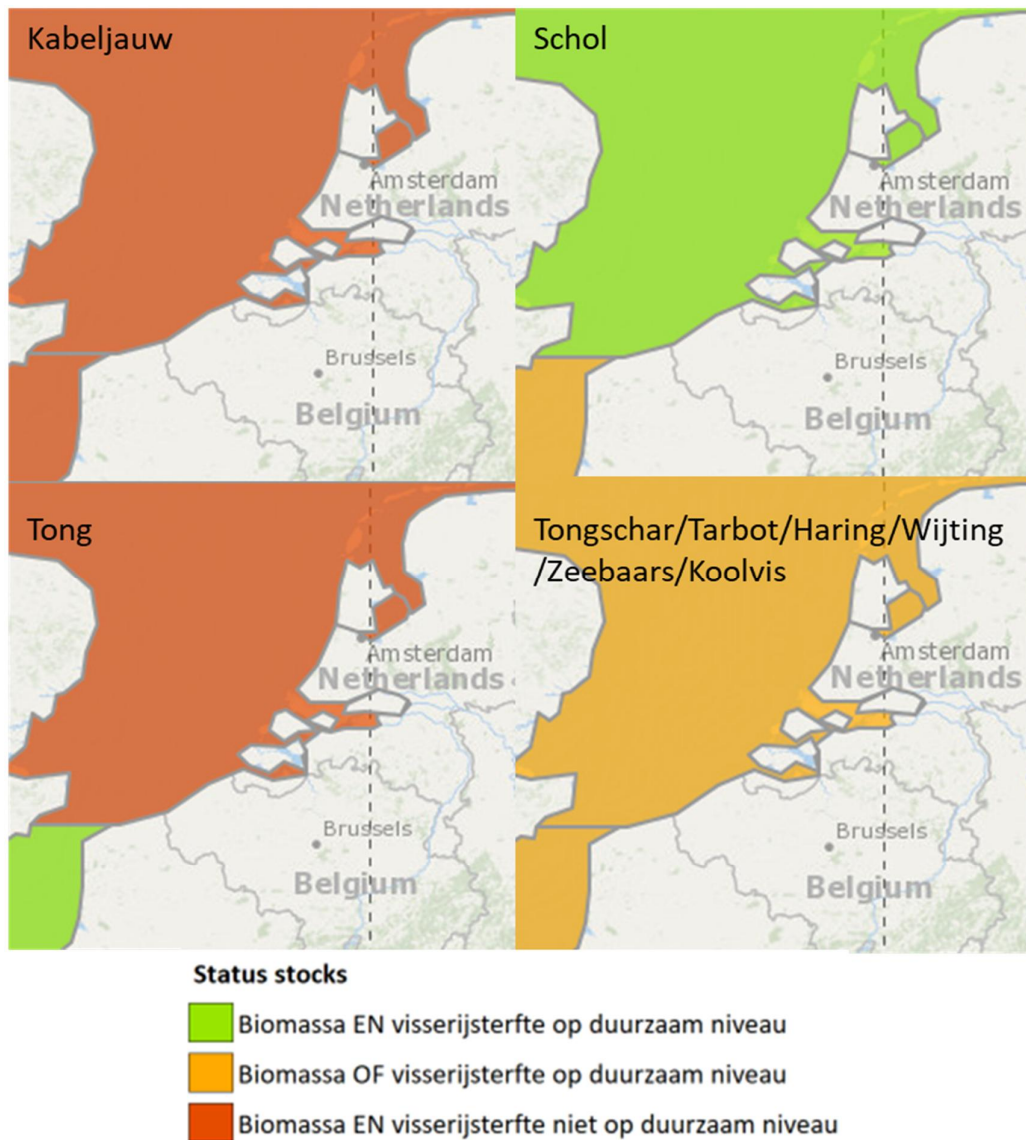 Kabeljauw
Amsterdam
Netherlands
Brussels
Belgium
Schol
Amsterdam
Netherlands
Brussels
Belgium
Tong
Amsterdam
Netherlands
Brussels
Belgium
Tongschar/Tarbot/Haring/Wijting
/Zeebaars/Koolvis
Amsterdam
Netherlands
Brussels
Belgium
Status stocks
Biomassa EN visserijsterfte op duurzaam niveau
Biomassa OF visserijsterfte op duurzaam niveau
Biomassa EN visserijsterfte niet op duurzaam niveau